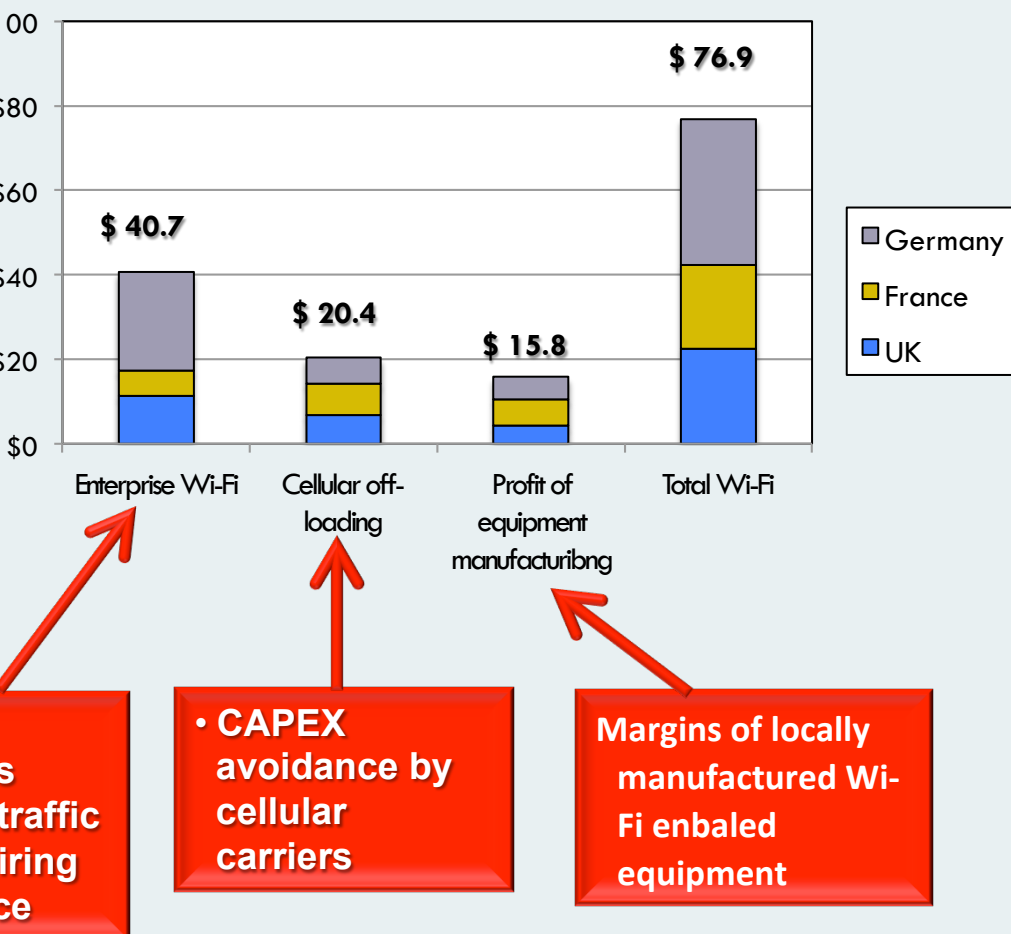 00
$80
$60
$40
$20
$0
$ 40.7
$ 20.4
$ 15.8
$ 76.9
Germany
France
UK
Enterprise Wi-Fi
Cellular off-
loading
Profit of
equipment
manufacturibng
Total Wi-Fi
s
traffic
iring
ce
• CAPEX
avoidance by
cellular
carriers
Margins of locally
manufactured Wi-
Fi enbaled
equipment